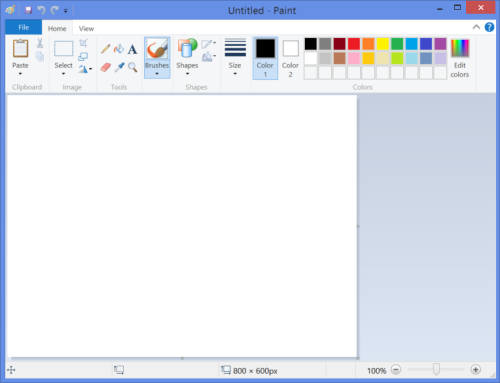 Untitled - Paint
File Home View
Paste Select Brushes Shapes Size Color 1 Color 2 Edit colors
Clipboard Image Tools Shapes Colors
800 × 600px 100%